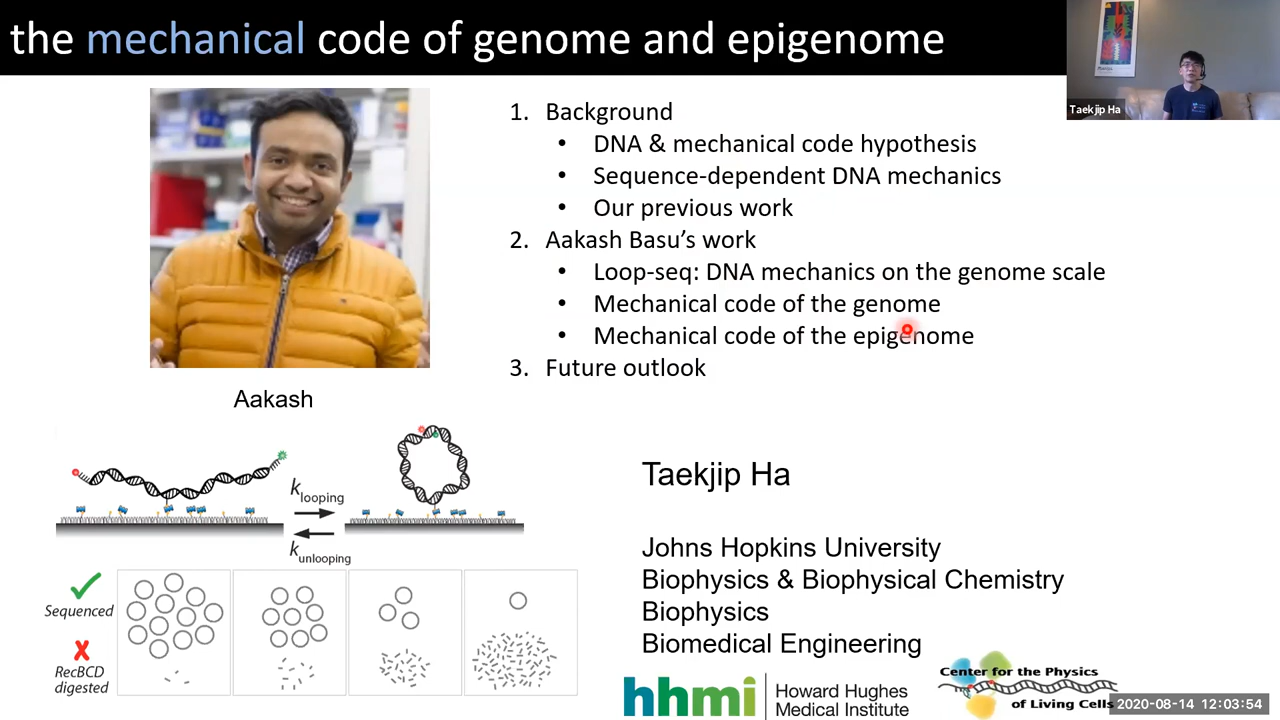 the mechanical code of genome and epigenome
Taekjip Ha
1. Background
• DNA & mechanical code hypothesis
• Sequence-dependent DNA mechanics
• Our previous work
2. Aakash Basu’s work
• Loop-seq: DNA mechanics on the genome scale
• Mechanical code of the genome
• Mechanical code of the epigenome
3. Future outlook
Aakash
k looping
k unlooping
Sequenced
RecBCD
digested
Taekjip Ha
Johns Hopkins University
Biophysics & Biophysical Chemistry
Biophysics
Biomedical Engineering
hhmi
Howard Hughes
Medical Institute
Center for the Physics
of Living Cells
2020-08-14 12:03:54